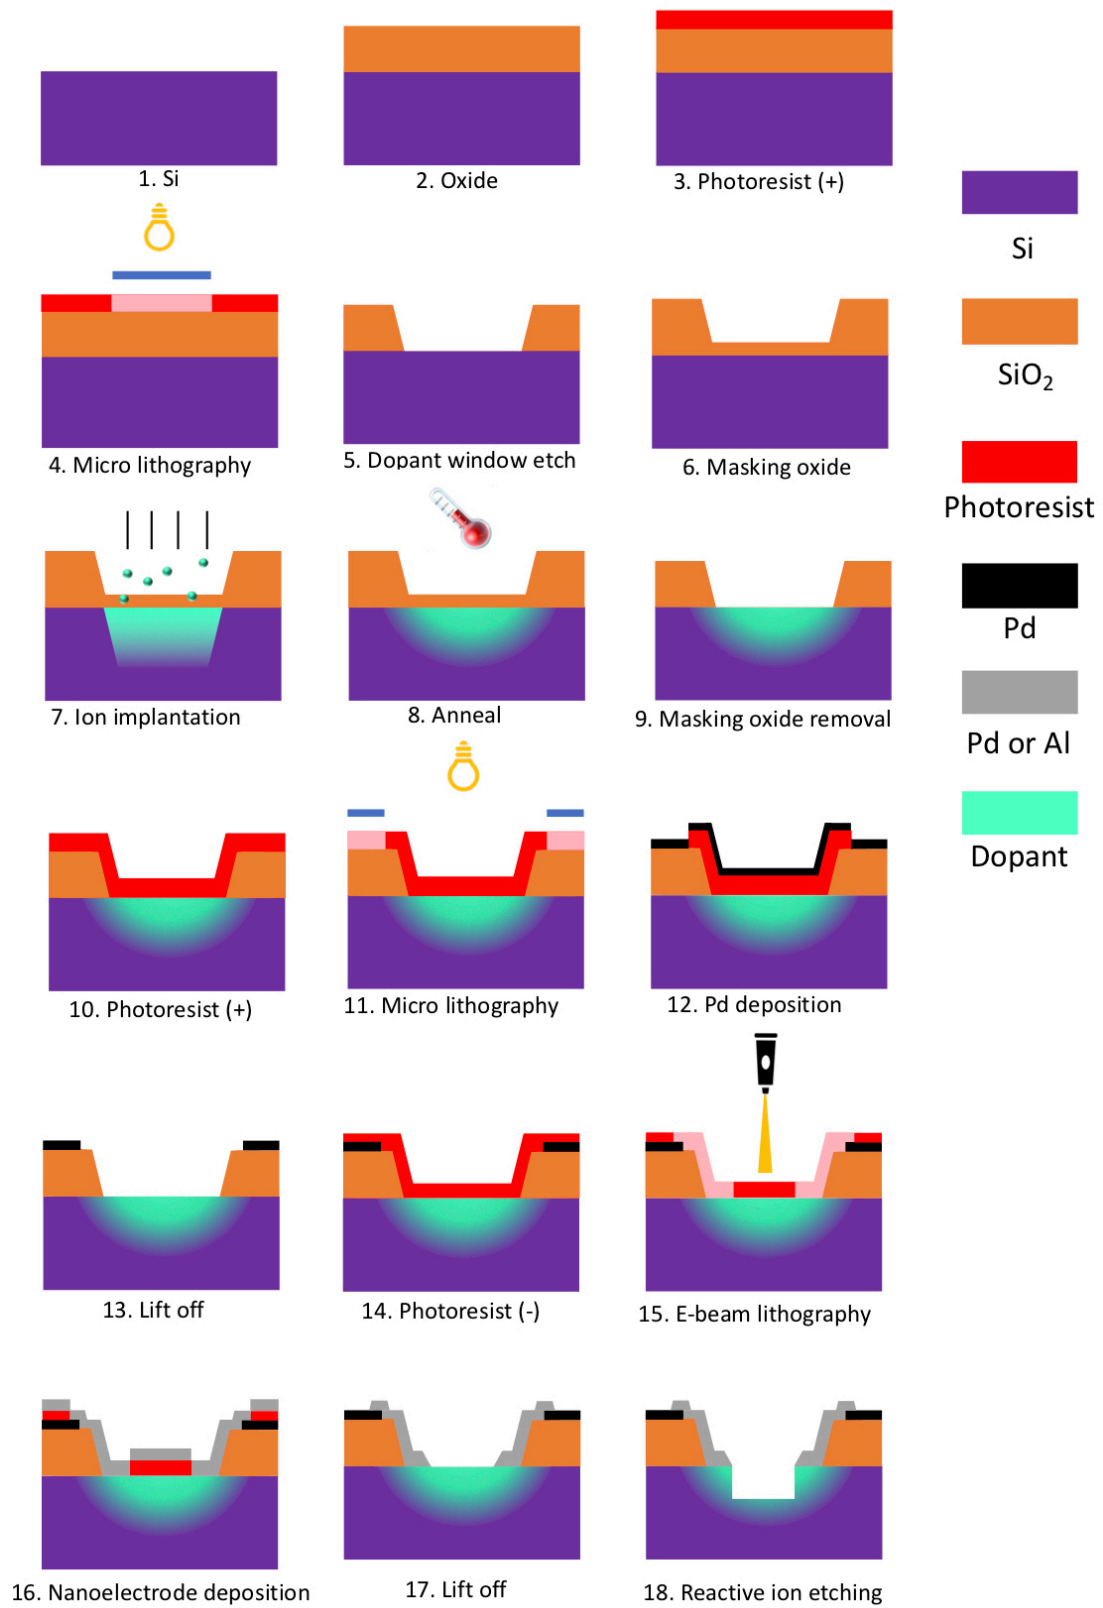 1. Si
2. Oxide
3. Photoresist (+)
Si
SiO₂
4. Micro lithography
5. Dopant window etch
6. Masking oxide
Photoresist
Pd
7. Ion implantation
8. Anneal
9. Masking oxide removal
Pd or Al
Dopant
10. Photoresist (+)
11. Micro lithography
12. Pd deposition
13. Lift off
14. Photoresist (-)
15. E-beam lithography
16. Nanoelectrode deposition
17. Lift off
18. Reactive ion etching